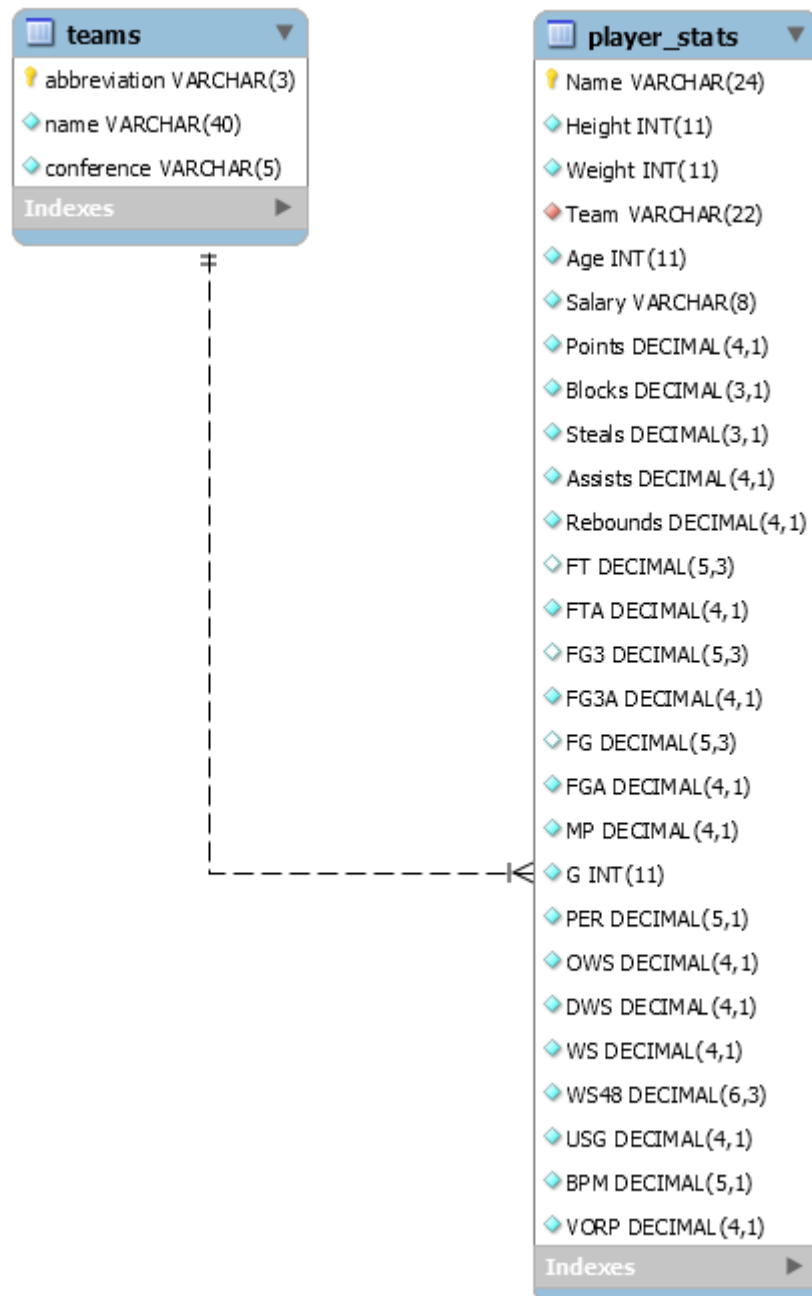 teams
abbreviation VARCHAR(3)
name VARCHAR(40)
conference VARCHAR(5)
Indexes
player_stats
Name VARCHAR(24)
Height INT(11)
Weight INT(11)
Team VARCHAR(22)
Age INT(11)
Salary VARCHAR(8)
Points DECIMAL(4,1)
Blocks DECIMAL(3,1)
Steals DECIMAL(3,1)
Assists DECIMAL(4,1)
Rebounds DECIMAL(4,1)
FT DECIMAL(5,3)
FTA DECIMAL(4,1)
FG3 DECIMAL(5,3)
FG3A DECIMAL(4,1)
FG DECIMAL(5,3)
FGA DECIMAL(4,1)
MP DECIMAL(4,1)
G INT(11)
PER DECIMAL(5,1)
OWS DECIMAL(4,1)
DWS DECIMAL(4,1)
WS DECIMAL(4,1)
WS48 DECIMAL(6,3)
USG DECIMAL(4,1)
BPM DECIMAL(5,1)
VORP DECIMAL(4,1)
Indexes